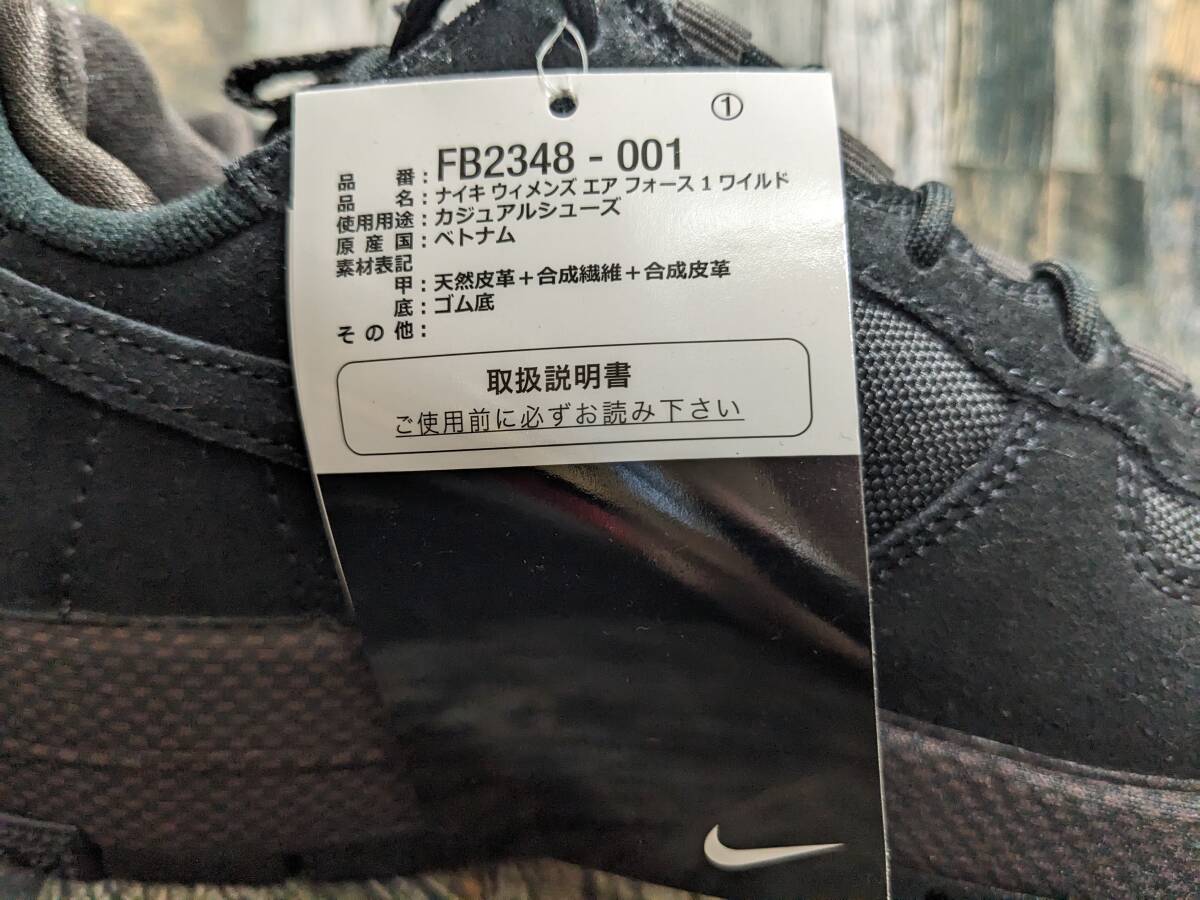 ①
品番：FB2348 - 001
品名：ナイキ ウィメンズ エア フォース 1 ワイルド
使用用途：カジュアルシューズ
原産国：ベトナム
素材表記
甲：天然皮革＋合成繊維＋合成皮革
底：ゴム底
その他：
取扱説明書
ご使用前に必ずお読み下さい